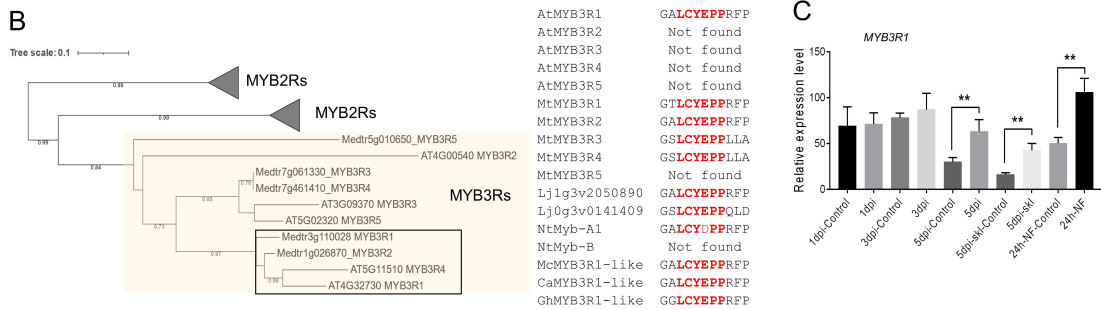 B
Tree scale: 0.1
0.99
MYB2Rs
0.99
MYB2Rs
0.99
0.84
Medtr5g010650_MYB3R5
AT4G00540 MYB3R2
Medtr7g061330_MYB3R3
0.76
Medtr7g461410_MYB3R4
0.95
AT3G09370 MYB3R3
AT5G02320 MYB3R5
0.73
MYB3Rs
Medtr3g110028 MYB3R1
0.97
Medtr1g026870_MYB3R2
AT5G11510 MYB3R4
0.88
AT4G32730 MYB3R1
AtMYB3R1 GALCYEPPRFP
AtMYB3R2 Not found
AtMYB3R3 Not found
AtMYB3R4 Not found
AtMYB3R5 Not found
MtMYB3R1 GTLCYEPPRFP
MtMYB3R2 GALCYEPPRFP
MtMYB3R3 GSLCYEPPLLA
MtMYB3R4 GSLCYEPPLLA
MtMYB3R5 Not found
Lj1g3v2050890 GALCYEPPRFP
Lj0g3v0141409 GSLCYEPPQLD
NtMyb-A1 GALCYDPPRFP
NtMyb-B Not found
McMYB3R1-like GALCYEPPRFP
CaMYB3R1-like GALCYEPPRFP
GhMYB3R1-like GGLCYEPPRFP
C
MYB3R1
Relative expression level
150
100
50
0
**
**
**
1dpi-Control
1dpi
3dpi-Control
3dpi
5dpi-Control
5dpi
5dpi-skl-Control
5dpi-skl
24h-NF-Control
24h-NF